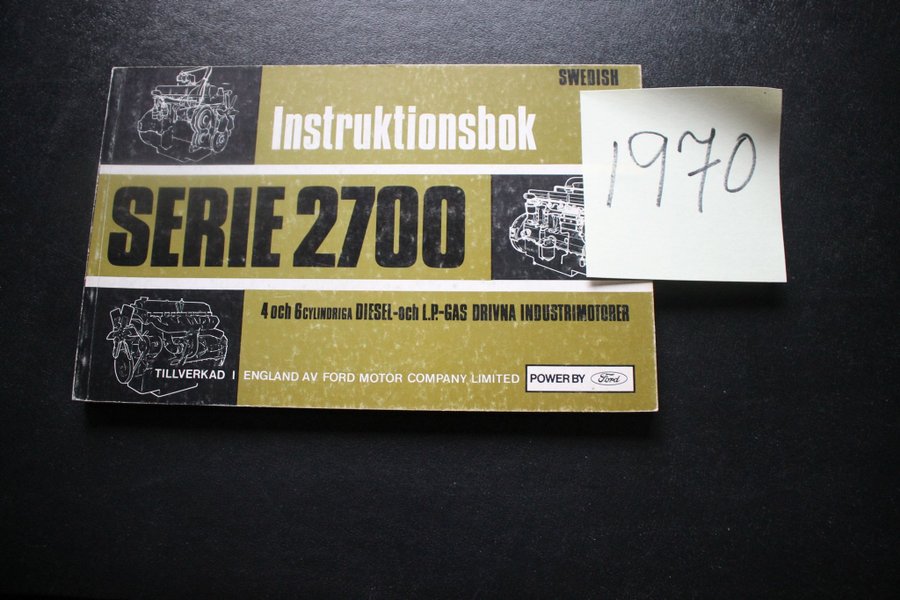 SWEDISH
Instruktionsbok
1970
SERIE 2700
4 och 6 CYLINDRIGA DIESEL-och L.P.-GAS DRIVNA INDUSTRIMOTORER
TILLVERKAD I ENGLAND AV FORD MOTOR COMPANY LIMITED
POWER BY Ford